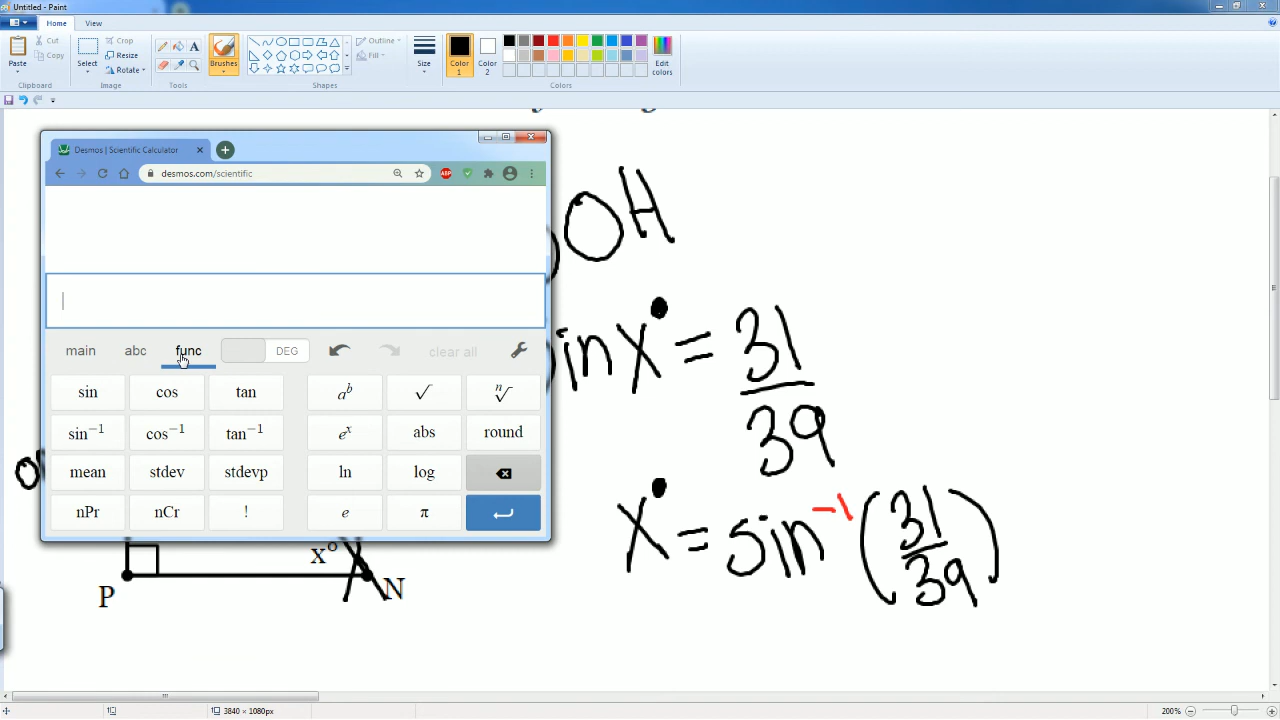 Untitled - Paint
Home View
Paste
Cut
Copy
Clipboard
Select
Crop
Resize
Rotate
Image
Tools
Brushes
Shapes
Outline
Fill
Size
Color 1
Color 2
Colors
Edit colors
Desmos | Scientific Calculator
desmos.com/scientific
ABP
main abc func DEG clear all
sin cos tan a^b √ ⁿ√
sin⁻¹ cos⁻¹ tan⁻¹ eˣ abs round
mean stdev stdevp ln log
nPr nCr ! e π
OH
sin x° = 31/39
x° = sin⁻¹(31/39)
x°
P N
3840 × 1080px
200%